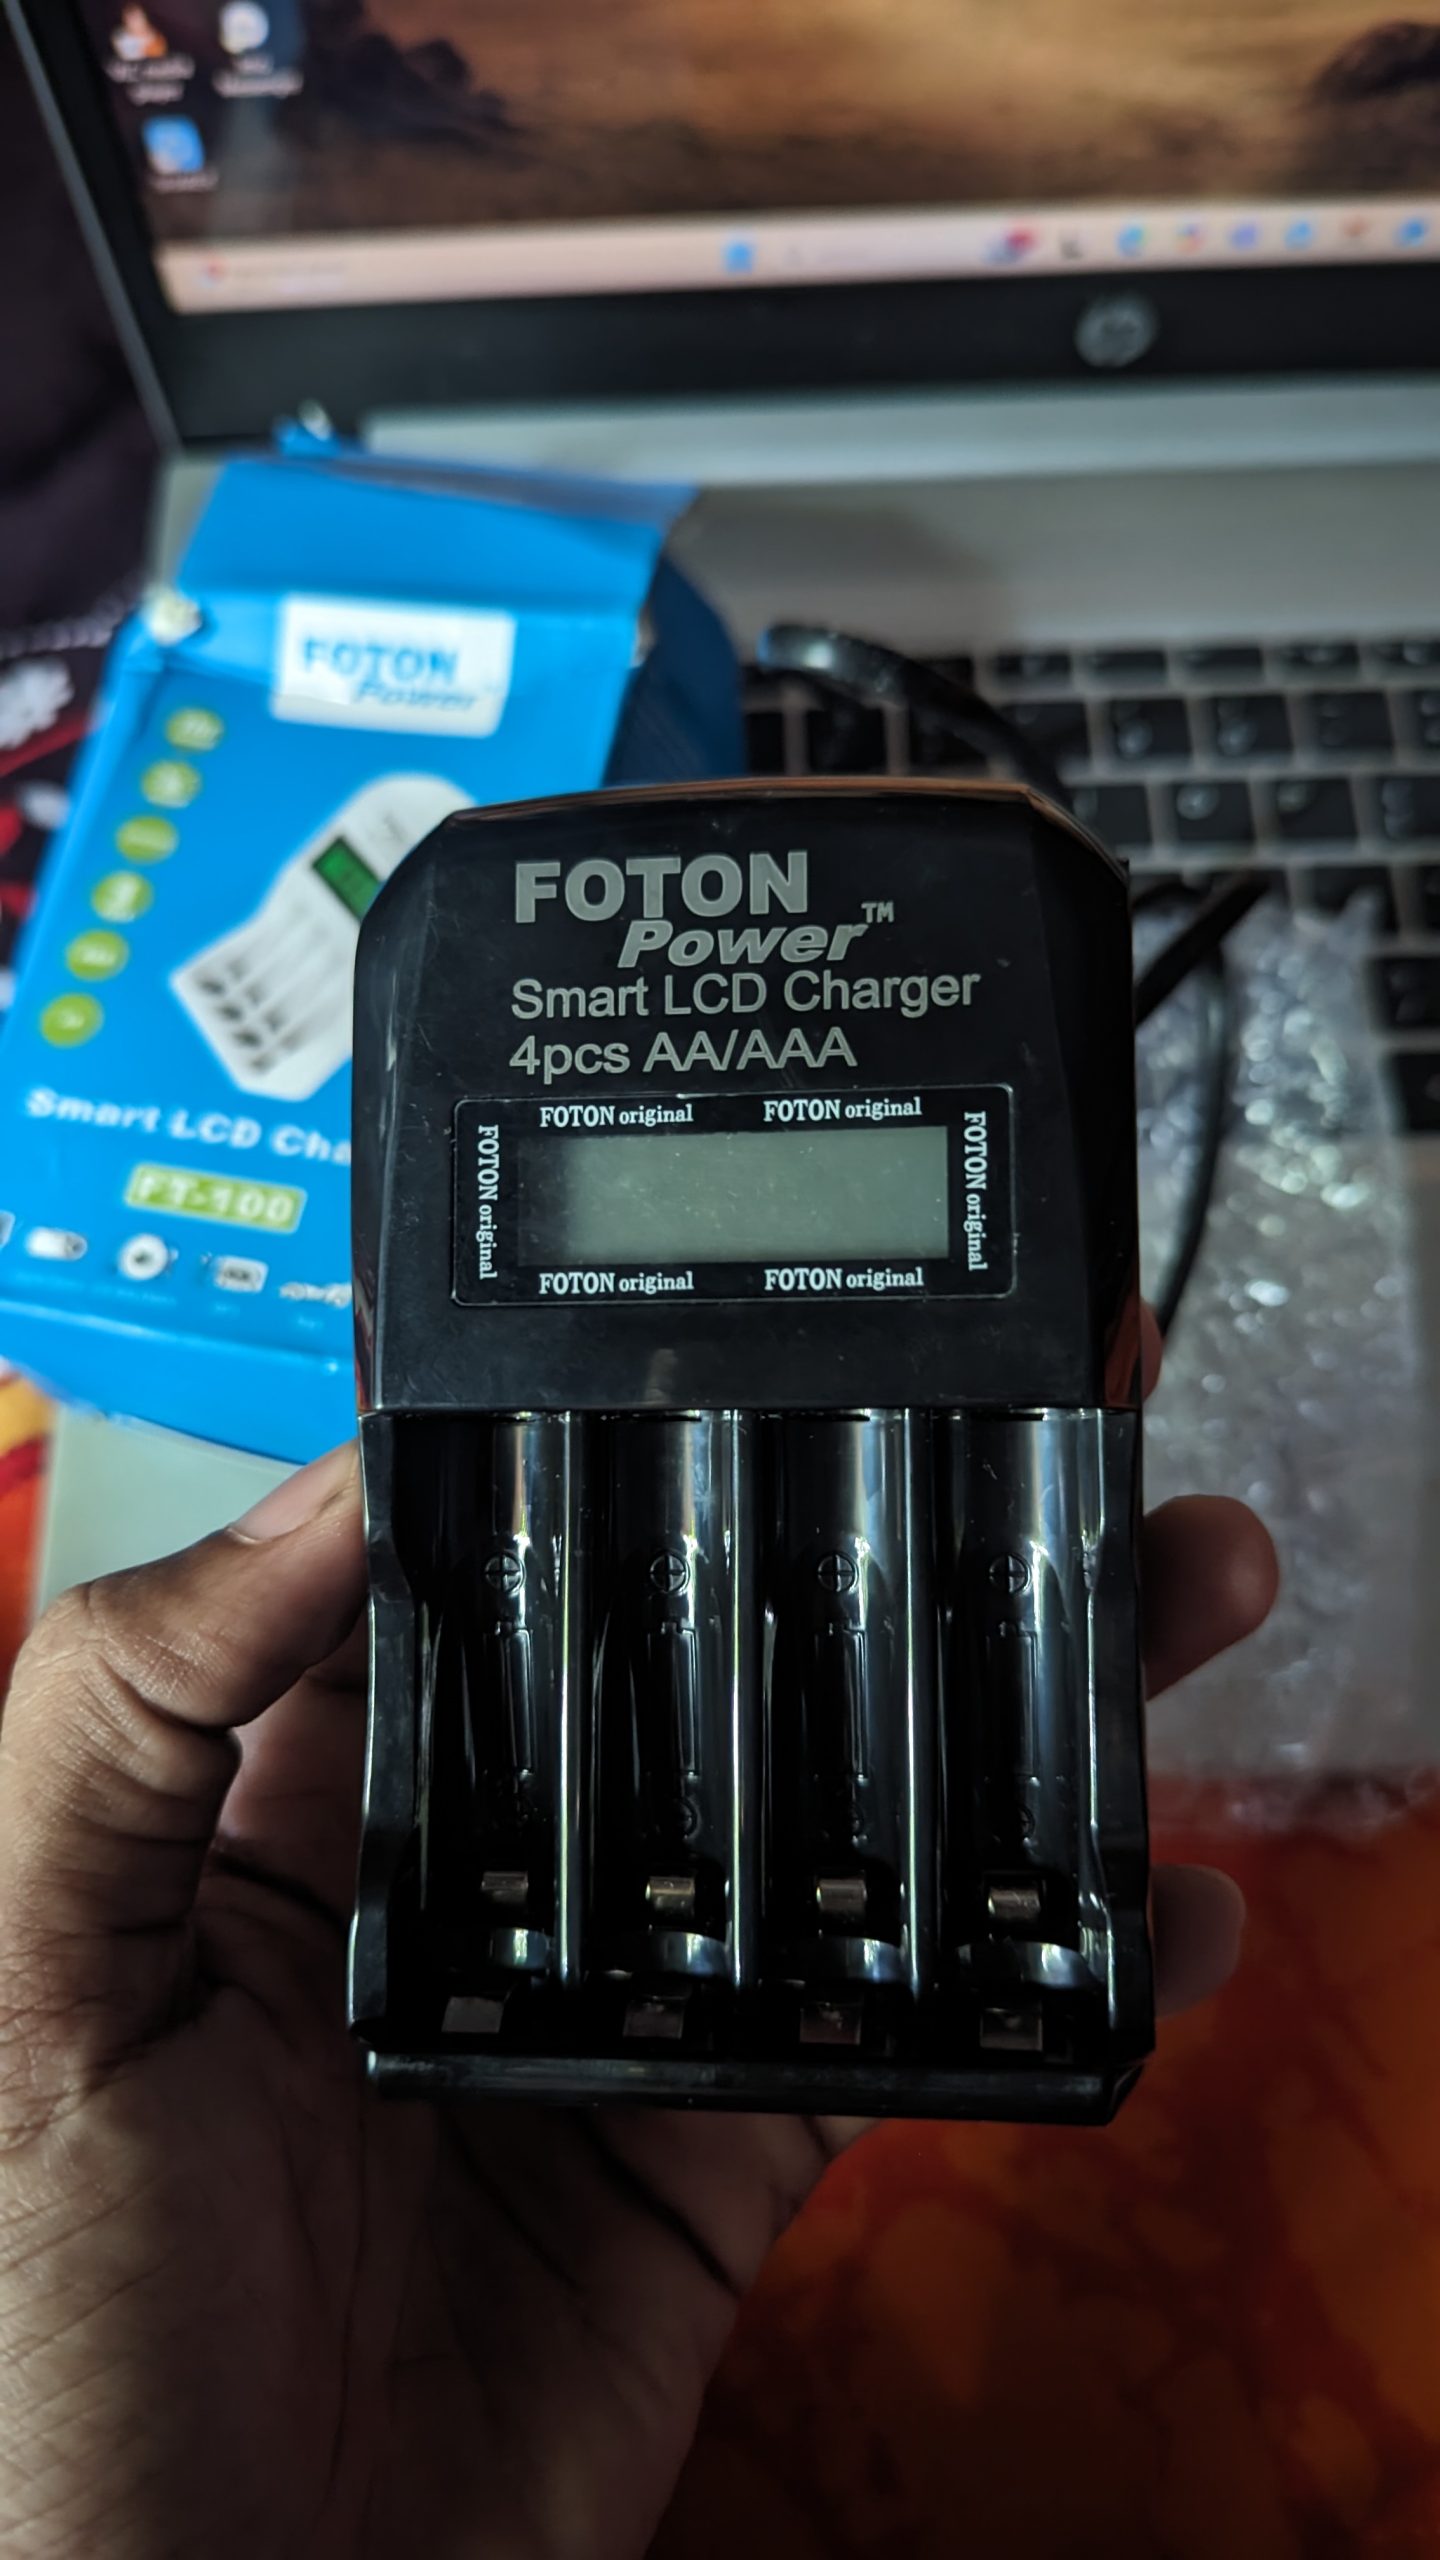 FOTON
Power
Smart LCD Cha
FT-100
FOTON
Power™
Smart LCD Charger
4pcs AA/AAA
FOTON original FOTON original
FOTON original
FOTON original
FOTON original FOTON original